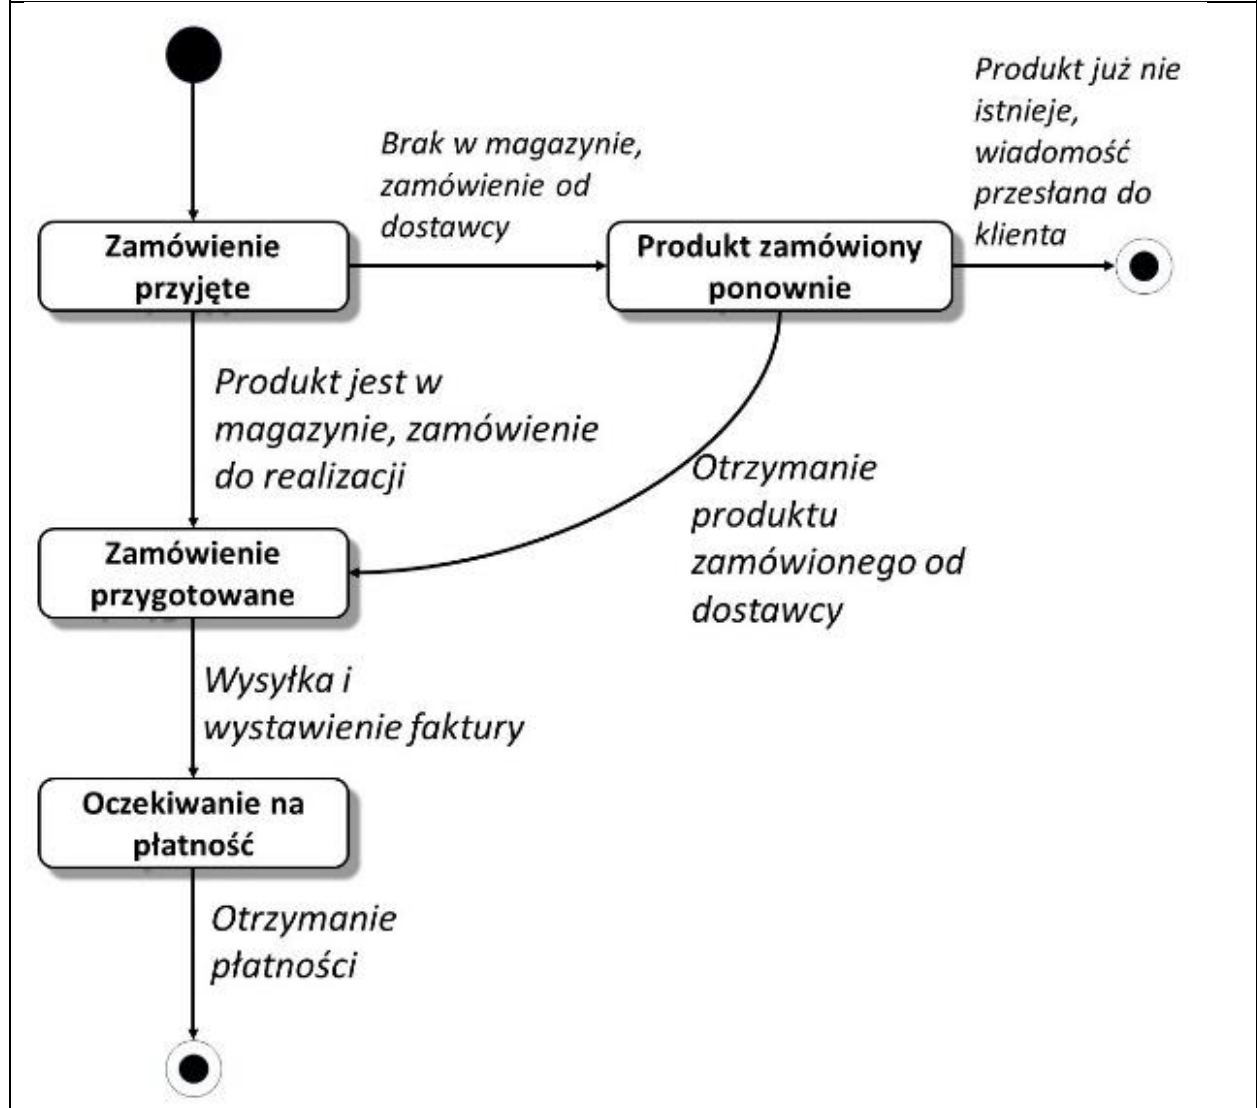 Produkt już nie
istnieje,
wiadomość
przesłana do
klienta
Brak w magazynie,
zamówienie od
dostawcy
Zamówienie
przyjęte
Produkt zamówiony
ponownie
Produkt jest w
magazynie, zamówienie
do realizacji
Otrzymanie
produktu
zamówionego od
dostawcy
Zamówienie
przygotowane
Wysyłka i
wystawienie faktury
Oczekiwanie na
płatność
Otrzymanie
płatności